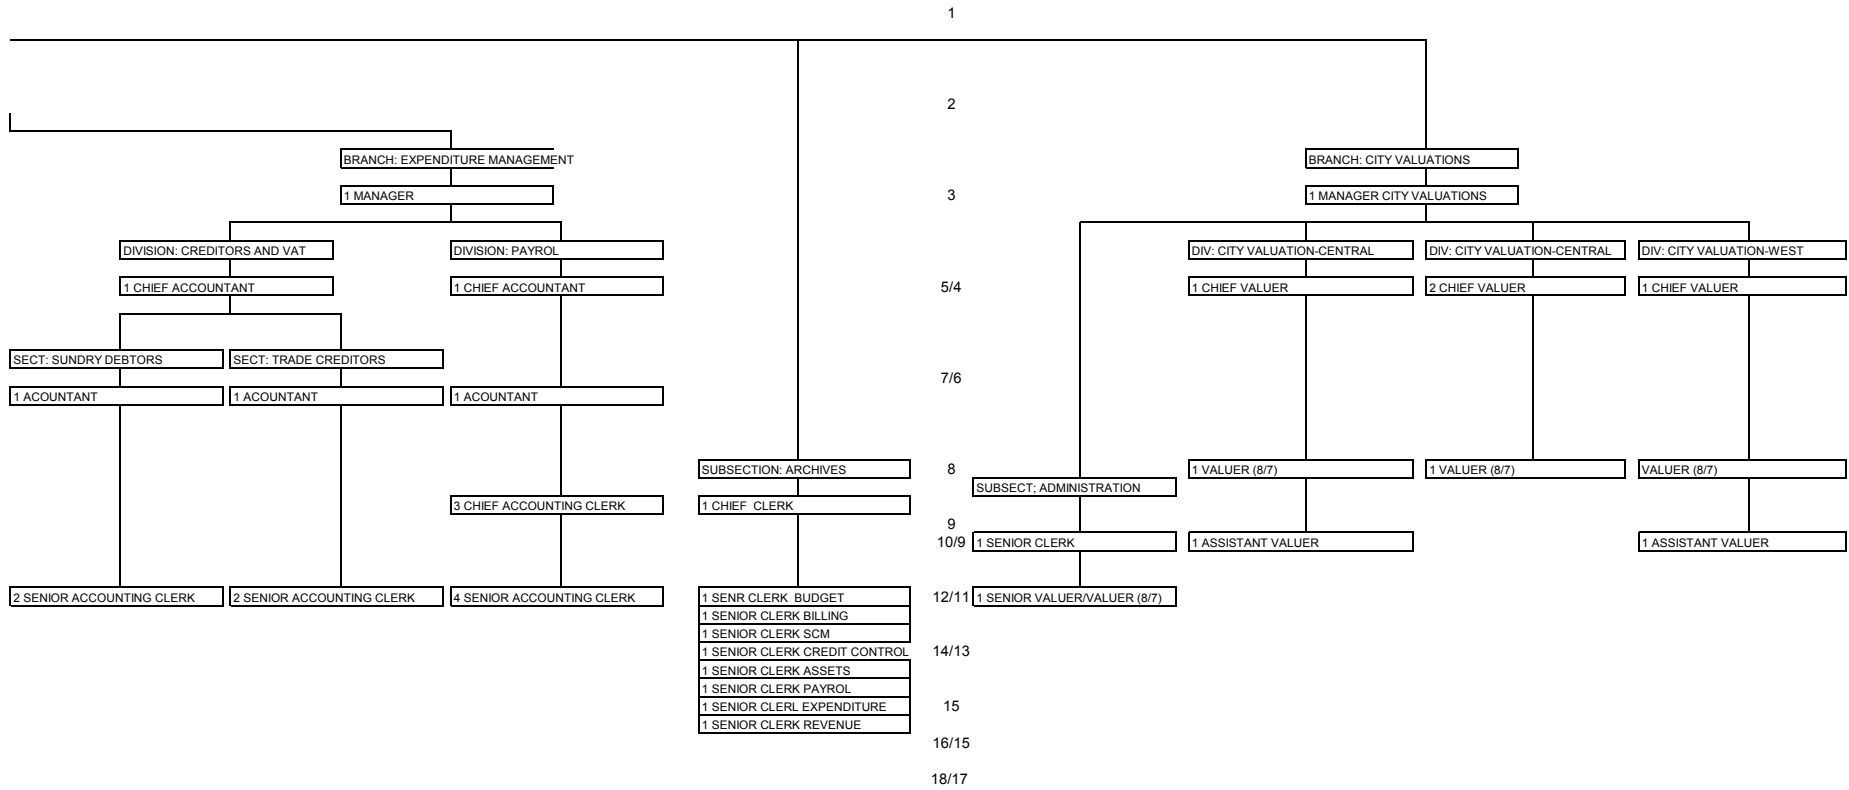 1
2
BRANCH: EXPENDITURE MANAGEMENT
BRANCH: CITY VALUATIONS
1 MANAGER
3
1 MANAGER CITY VALUATIONS
DIVISION: CREDITORS AND VAT
DIVISION: PAYROL
DIV: CITY VALUATION-CENTRAL
DIV: CITY VALUATION-CENTRAL
DIV: CITY VALUATION-WEST
1 CHIEF ACCOUNTANT
1 CHIEF ACCOUNTANT
5/4
1 CHIEF VALUER
2 CHIEF VALUER
1 CHIEF VALUER
SECT: SUNDRY DEBTORS
SECT: TRADE CREDITORS
7/6
1 ACOUNTANT
1 ACOUNTANT
1 ACOUNTANT
SUBSECTION: ARCHIVES
8
1 VALUER (8/7)
1 VALUER (8/7)
VALUER (8/7)
SUBSECT; ADMINISTRATION
3 CHIEF ACCOUNTING CLERK
1 CHIEF  CLERK
9
10/9
1 SENIOR CLERK
1 ASSISTANT VALUER
1 ASSISTANT VALUER
2 SENIOR ACCOUNTING CLERK
2 SENIOR ACCOUNTING CLERK
4 SENIOR ACCOUNTING CLERK
1 SENR CLERK  BUDGET
12/11
1 SENIOR VALUER/VALUER (8/7)
1 SENIOR CLERK BILLING
1 SENIOR CLERK SCM
1 SENIOR CLERK CREDIT CONTROL
14/13
1 SENIOR CLERK ASSETS
1 SENIOR CLERK PAYROL
1 SENIOR CLERL EXPENDITURE
15
1 SENIOR CLERK REVENUE
16/15
18/17